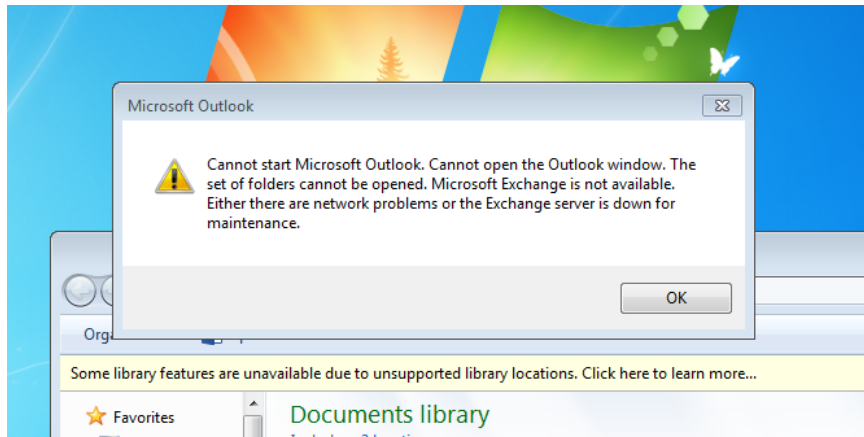 Microsoft Outlook
Cannot start Microsoft Outlook. Cannot open the Outlook window. The
set of folders cannot be opened. Microsoft Exchange is not available.
Either there are network problems or the Exchange server is down for
maintenance.
OK
Some library features are unavailable due to unsupported library locations. Click here to learn more...
Favorites
Documents library